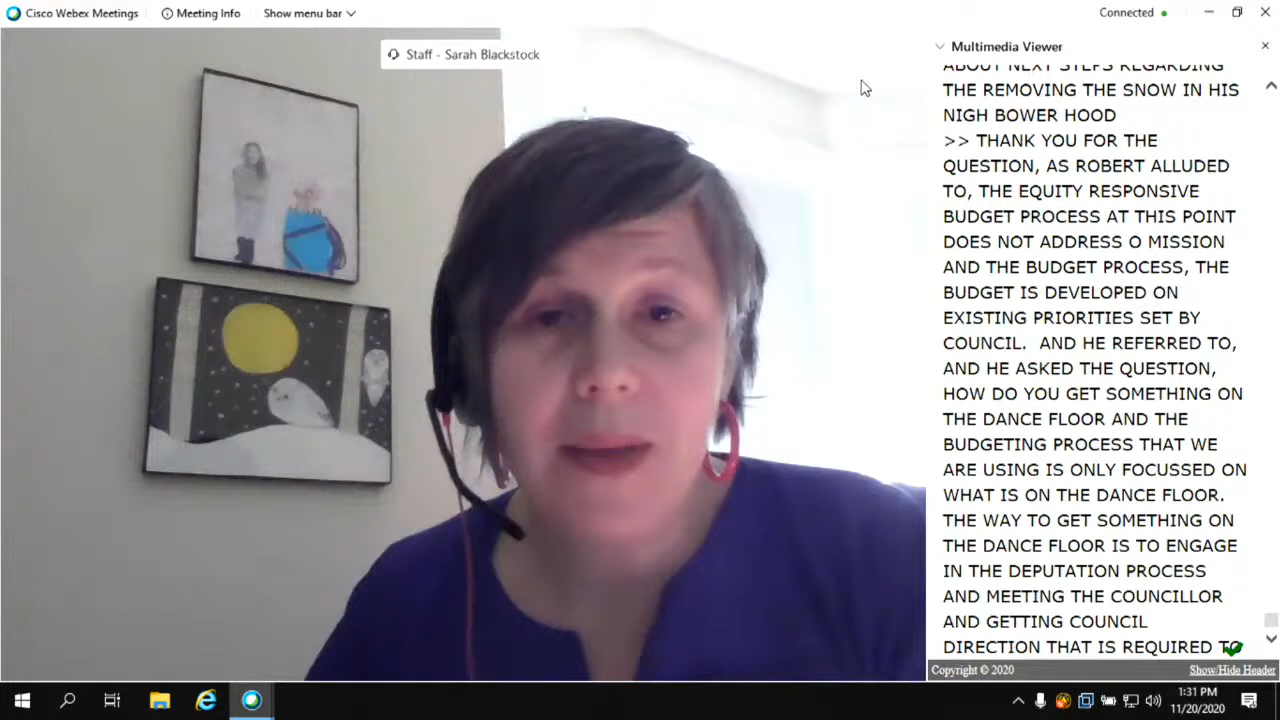 Cisco Webex Meetings
Meeting Info
Show menu bar
Connected
Staff - Sarah Blackstock
Multimedia Viewer
ABOUT NEXT STEPS REGARDING
THE REMOVING THE SNOW IN HIS
NIGH BOWER HOOD
>> THANK YOU FOR THE
QUESTION, AS ROBERT ALLUDED
TO, THE EQUITY RESPONSIVE
BUDGET PROCESS AT THIS POINT
DOES NOT ADDRESS O MISSION
AND THE BUDGET PROCESS, THE
BUDGET IS DEVELOPED ON
EXISTING PRIORITIES SET BY
COUNCIL.  AND HE REFERRED TO,
AND HE ASKED THE QUESTION,
HOW DO YOU GET SOMETHING ON
THE DANCE FLOOR AND THE
BUDGETING PROCESS THAT WE
ARE USING IS ONLY FOCUSSED ON
WHAT IS ON THE DANCE FLOOR.
THE WAY TO GET SOMETHING ON
THE DANCE FLOOR IS TO ENGAGE
IN THE DEPUTATION PROCESS
AND MEETING THE COUNCILLOR
AND GETTING COUNCIL
DIRECTION THAT IS REQUIRED TO
Copyright © 2020
Show/Hide Header
1:31 PM
11/20/2020